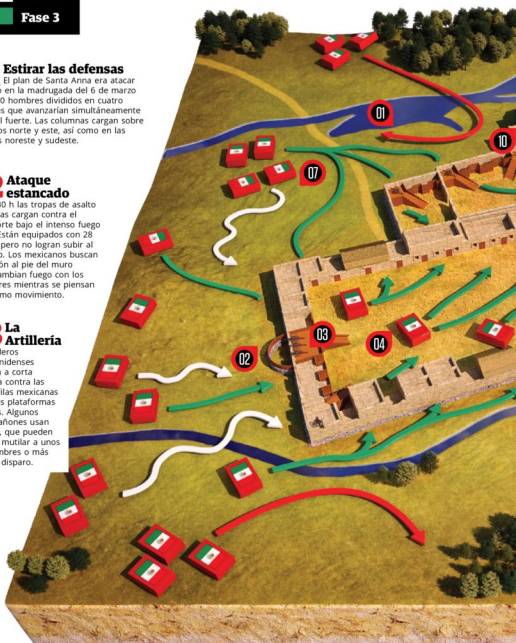 Fase 3
Estirar las defensas
El plan de Santa Anna era atacar
en la madrugada del 6 de marzo
0 hombres divididos en cuatro
s que avanzarían simultáneamente
l fuerte. Las columnas cargan sobre
os norte y este, así como en las
s noreste y sudeste.
Ataque
estancado
30 h las tropas de asalto
as cargan contra el
orte bajo el intenso fuego
Están equipados con 28
pero no logran subir al
o. Los mexicanos buscan
ón al pie del muro
ambian fuego con los
res mientras se piensan
mo movimiento.
La
Artillería
leros
nidenses
a a corta
a contra las
filas mexicanas
s plataformas
s. Algunos
añones usan
, que pueden
mutilar a unos
mbres o más
disparo.
01
10
07
03
02
04